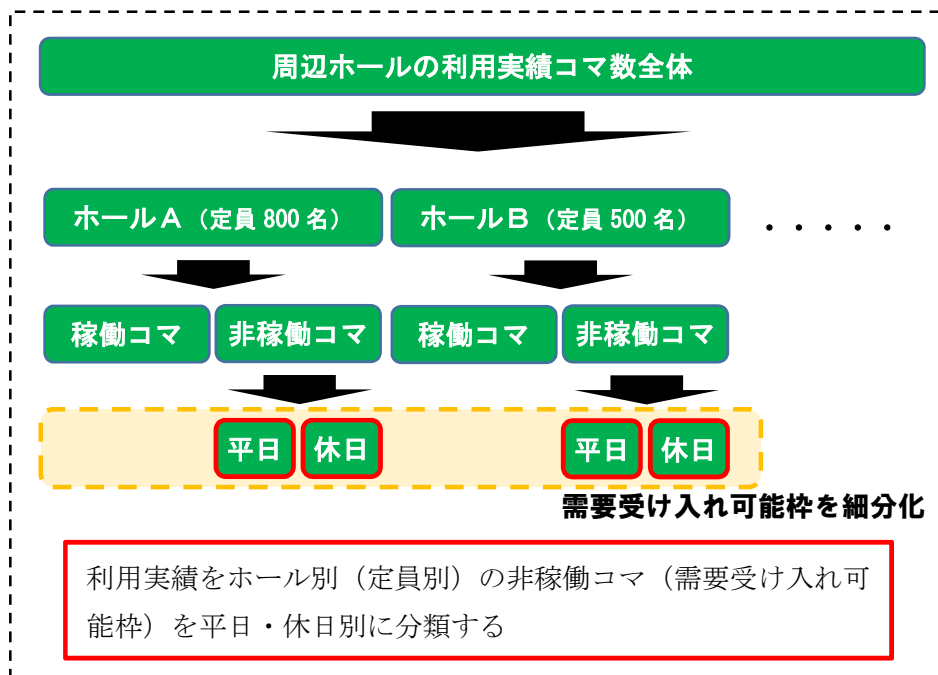 周辺ホールの利用実績コマ数全体
ホールA（定員 800 名） ホールB（定員 500 名） ・・・・・
稼働コマ 非稼働コマ 稼働コマ 非稼働コマ
平日 休日 平日 休日
需要受け入れ可能枠を細分化
利用実績をホール別（定員別）の非稼働コマ（需要受け入れ可
能枠）を平日・休日別に分類する